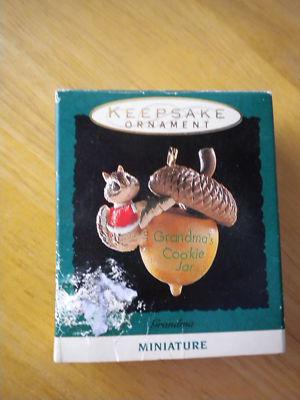 KEEPSAKE
ORNAMENT
Grandma's
Cookie
Jar
Grandma
MINIATURE